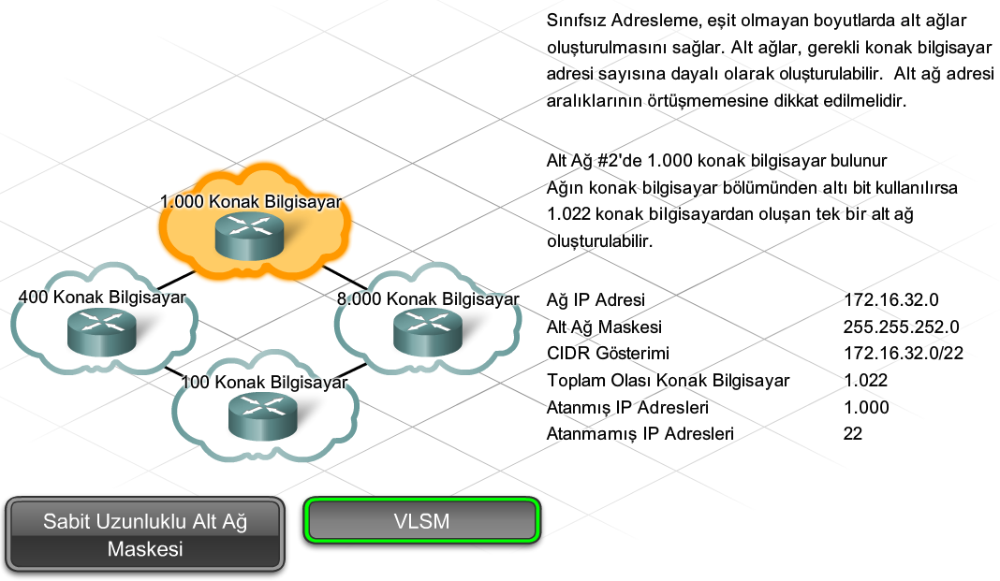 Sınıfsız Adresleme, eşit olmayan boyutlarda alt ağlar
oluşturulmasını sağlar. Alt ağlar, gerekli konak bilgisayar
adresi sayısına dayalı olarak oluşturulabilir. Alt ağ adresi
aralıklarının örtüşmemesine dikkat edilmelidir.
Alt Ağ #2'de 1.000 konak bilgisayar bulunur
Ağın konak bilgisayar bölümünden altı bit kullanılırsa
1.022 konak bilgisayardan oluşan tek bir alt ağ
oluşturulabilir.
1.000 Konak Bilgisayar
400 Konak Bilgisayar
8.000 Konak Bilgisayar
100 Konak Bilgisayar
Ağ IP Adresi 172.16.32.0
Alt Ağ Maskesi 255.255.252.0
CIDR Gösterimi 172.16.32.0/22
Toplam Olası Konak Bilgisayar 1.022
Atanmış IP Adresleri 1.000
Atanmamış IP Adresleri 22
Sabit Uzunluklu Alt Ağ
Maskesi
VLSM